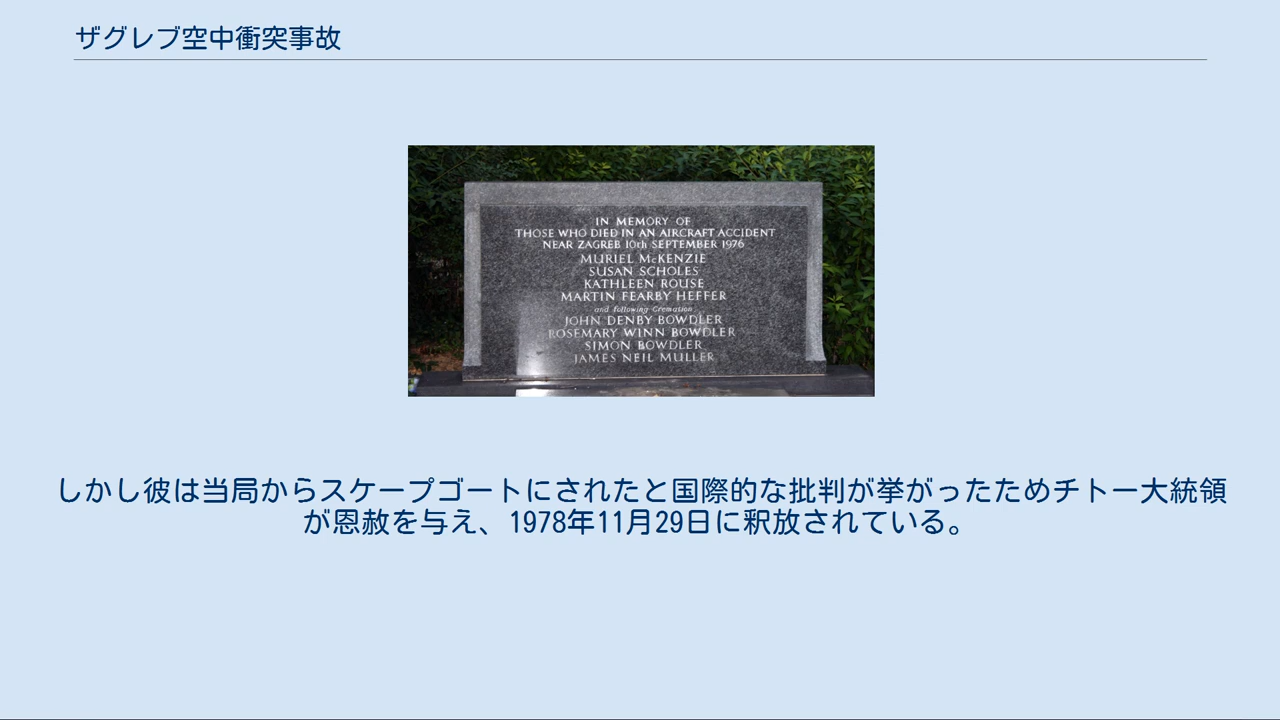 ザグレブ空中衝突事故
IN MEMORY OF
THOSE WHO DIED IN AN AIRCRAFT ACCIDENT
NEAR ZAGREB 10th SEPTEMBER 1976
MURIEL McKENZIE
SUSAN SCHOLES
KATHLEEN ROUSE
MARTIN FEARBY HEFFER
and following Cremation
JOHN DENBY BOWDLER
ROSEMARY WINN BOWDLER
SIMON BOWDLER
JAMES NEIL MULLER
しかし彼は当局からスケープゴートにされたと国際的な批判が挙がったためチトー大統領
が恩赦を与え、1978年11月29日に釈放されている。